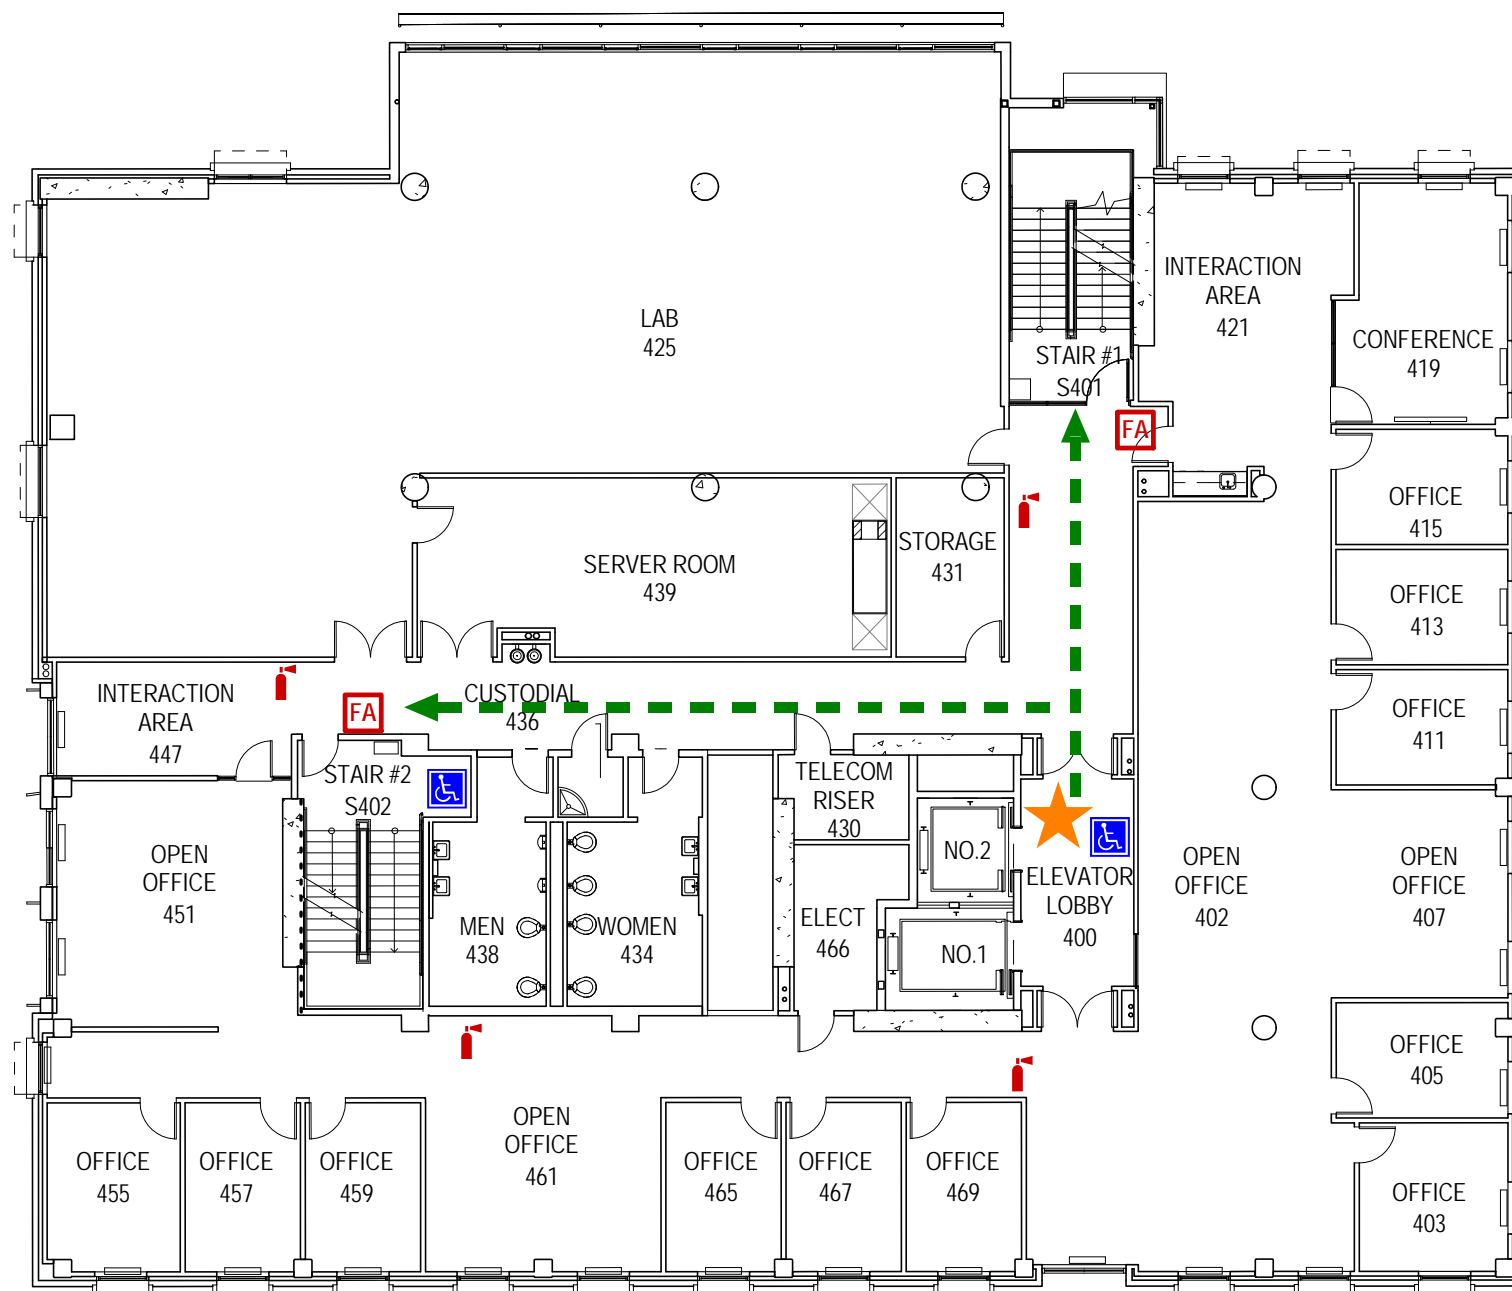 LAB
425
INTERACTION
AREA
421
STAIR #1
S401
CONFERENCE
419
FA
OFFICE
415
STORAGE
431
SERVER ROOM
439
OFFICE
413
INTERACTION
AREA
447
FA
CUSTODIAL
436
OFFICE
411
STAIR #2
S402
TELECOM
RISER
430
OPEN
OFFICE
451
NO.2
ELEVATOR
LOBBY
400
OPEN
OFFICE
402
OPEN
OFFICE
407
MEN
438
WOMEN
434
ELECT
466
NO.1
OFFICE
405
OPEN
OFFICE
461
OFFICE
455
OFFICE
457
OFFICE
459
OFFICE
465
OFFICE
467
OFFICE
469
OFFICE
403